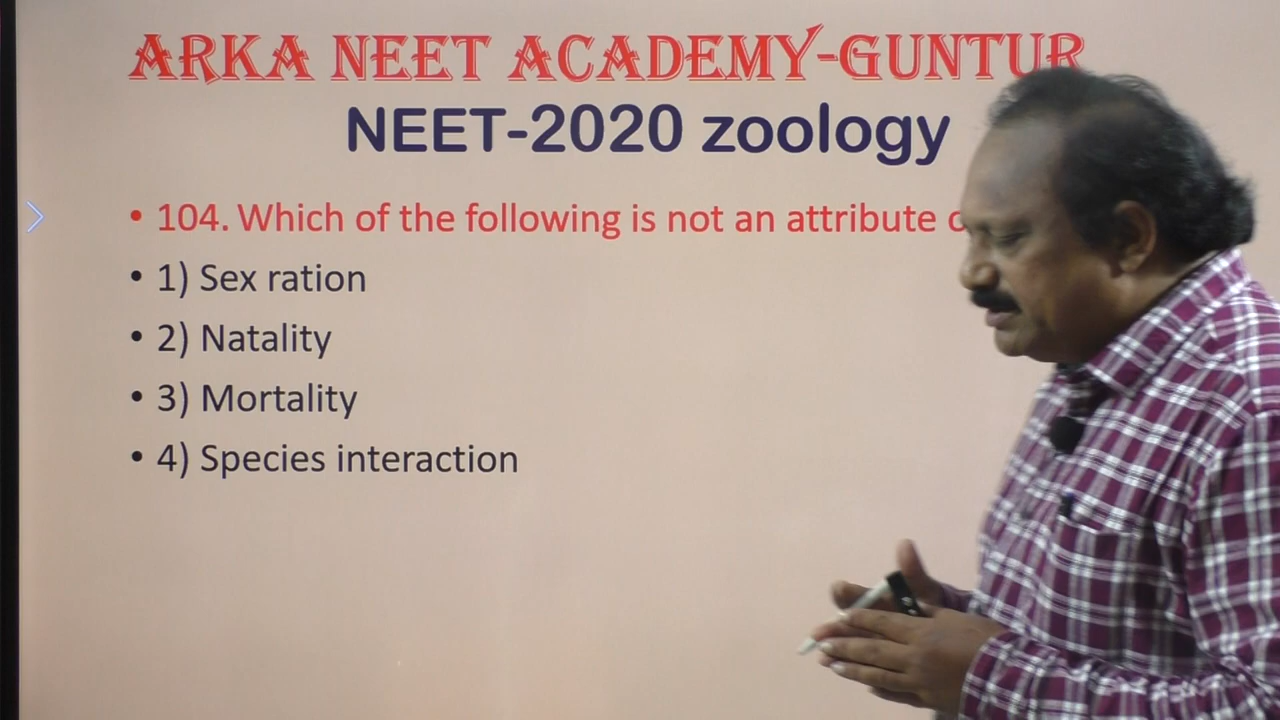 ARKA NEET ACADEMY-GUNTUR
NEET-2020 zoology
• 104. Which of the following is not an attribute
• 1) Sex ration
• 2) Natality
• 3) Mortality
• 4) Species interaction